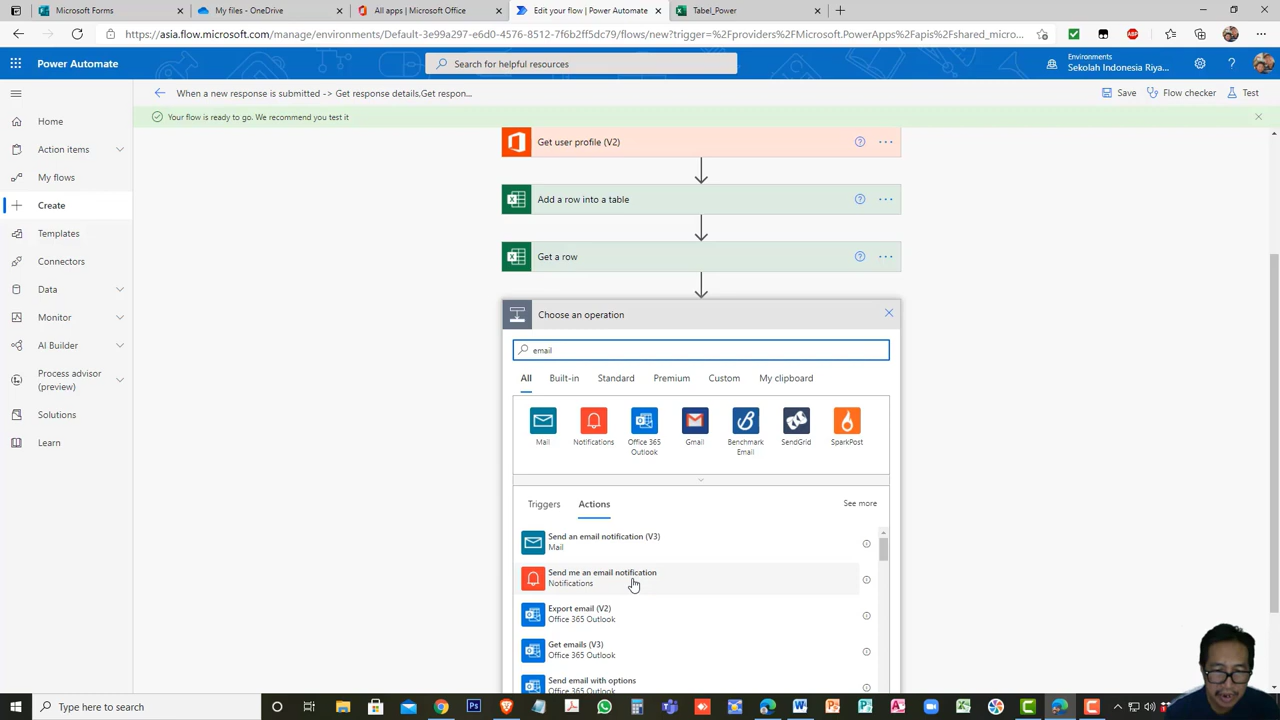 Microsoft Forms
My files - OneDrive
All apps | Microsoft Office
Edit your flow | Power Automate
Tabel_Power
https://asia.flow.microsoft.com/manage/environments/Default-3e99a297-e6d0-4576-8512-7f6b2ff5dc79/flows/new?trigger=%2Fproviders%2FMicrosoft.PowerApps%2Fapis%2Fshared_micro...
ABP
Power Automate
Search for helpful resources
Environments
Sekolah Indonesia Riya...
When a new response is submitted -> Get response details.Get respon...
Save
Flow checker
Test
Your flow is ready to go. We recommend you test it
Home
Action items
My flows
Create
Templates
Connectors
Data
Monitor
AI Builder
Process advisor
(preview)
Solutions
Learn
Get user profile (V2)
Add a row into a table
Get a row
Choose an operation
email
All
Built-in
Standard
Premium
Custom
My clipboard
Mail
Notifications
Office 365
Outlook
Gmail
Benchmark
Email
SendGrid
SparkPost
Triggers
Actions
See more
Send an email notification (V3)
Mail
Send me an email notification
Notifications
Export email (V2)
Office 365 Outlook
Get emails (V3)
Office 365 Outlook
Send email with options
Office 365 Outlook
Type here to search